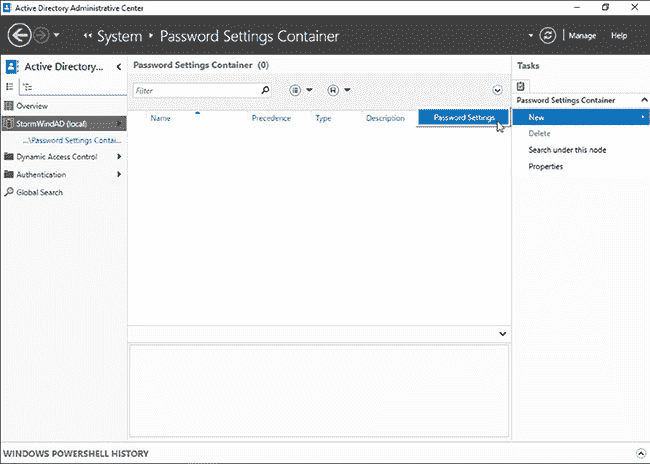 Active Directory Administrative Center
System Password Settings Container
Manage Help
Active Directory...
Overview
StormWindAD (local)
...\Password Settings Contai...
Dynamic Access Control
Authentication
Global Search
Password Settings Container (0)
Filter
Name Precedence Type Description
Password Settings
Tasks
Password Settings Container
New
Delete
Search under this node
Properties
WINDOWS POWERSHELL HISTORY